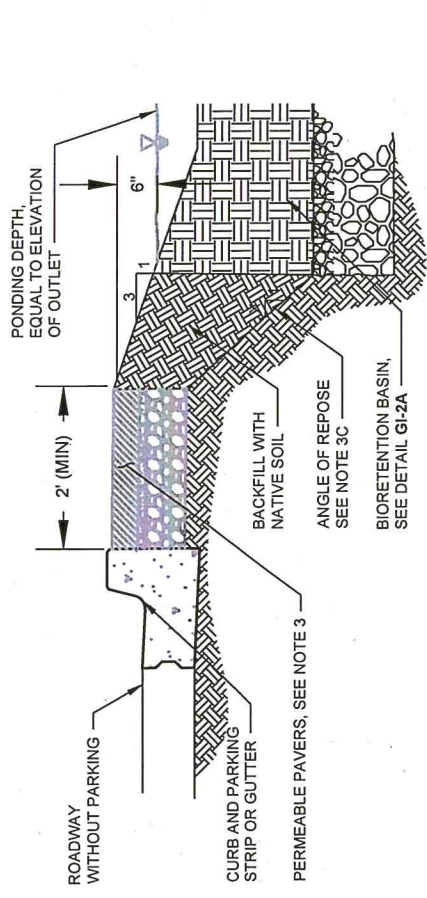 PONDING DEPTH,
EQUAL TO ELEVATION
OF OUTLET
6"
2' (MIN)
3
1
ROADWAY
WITHOUT PARKING
CURB AND PARKING
STRIP OR GUTTER
PERMEABLE PAVERS, SEE NOTE 3
BACKFILL WITH
NATIVE SOIL
ANGLE OF REPOSE
SEE NOTE 3C
BIORETENTION BASIN,
SEE DETAIL GI-2A